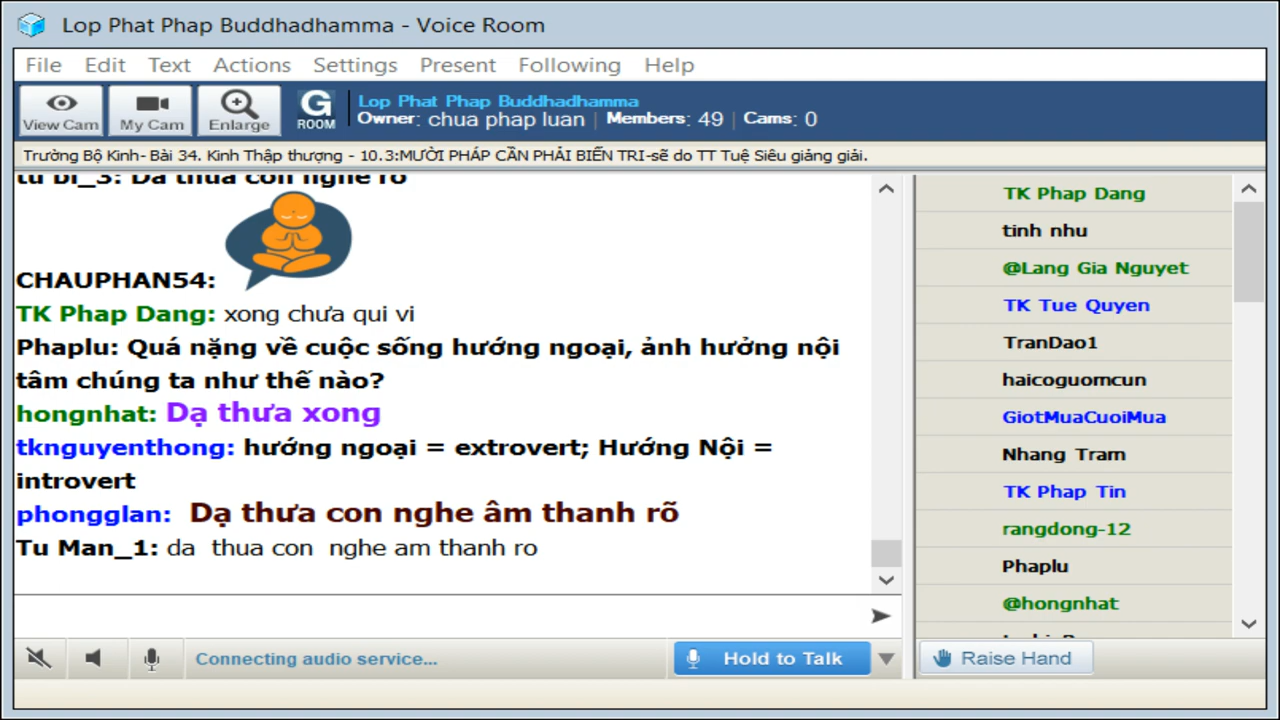 Lop Phat Phap Buddhadhamma - Voice Room
File Edit Text Actions Settings Present Following Help
View Cam My Cam Enlarge G ROOM
Lop Phat Phap Buddhadhamma
Owner: chua phap luan | Members: 49 | Cams: 0
Trường Bộ Kinh- Bài 34. Kinh Thập thượng - 10.3:MƯỜI PHÁP CẦN PHẢI BIẾN TRI-sẽ do TT Tuệ Siêu giảng giải.
tu bi_3: Da thua con nghe ro
CHAUPHAN54:
TK Phap Dang: xong chưa qui vi
Phaplu: Quá nặng về cuộc sống hướng ngoại, ảnh hưởng nội
tâm chúng ta như thế nào?
hongnhat: Dạ thưa xong
tknguyenthong: hướng ngoại = extrovert; Hướng Nội =
introvert
phongglan: Dạ thưa con nghe âm thanh rõ
Tu Man_1: da thua con nghe am thanh ro
TK Phap Dang
tinh nhu
@Lang Gia Nguyet
TK Tue Quyen
TranDao1
haicoguomcun
GiotMuaCuoiMua
Nhang Tram
TK Phap Tin
rangdong-12
Phaplu
@hongnhat
Connecting audio service...
Hold to Talk
Raise Hand